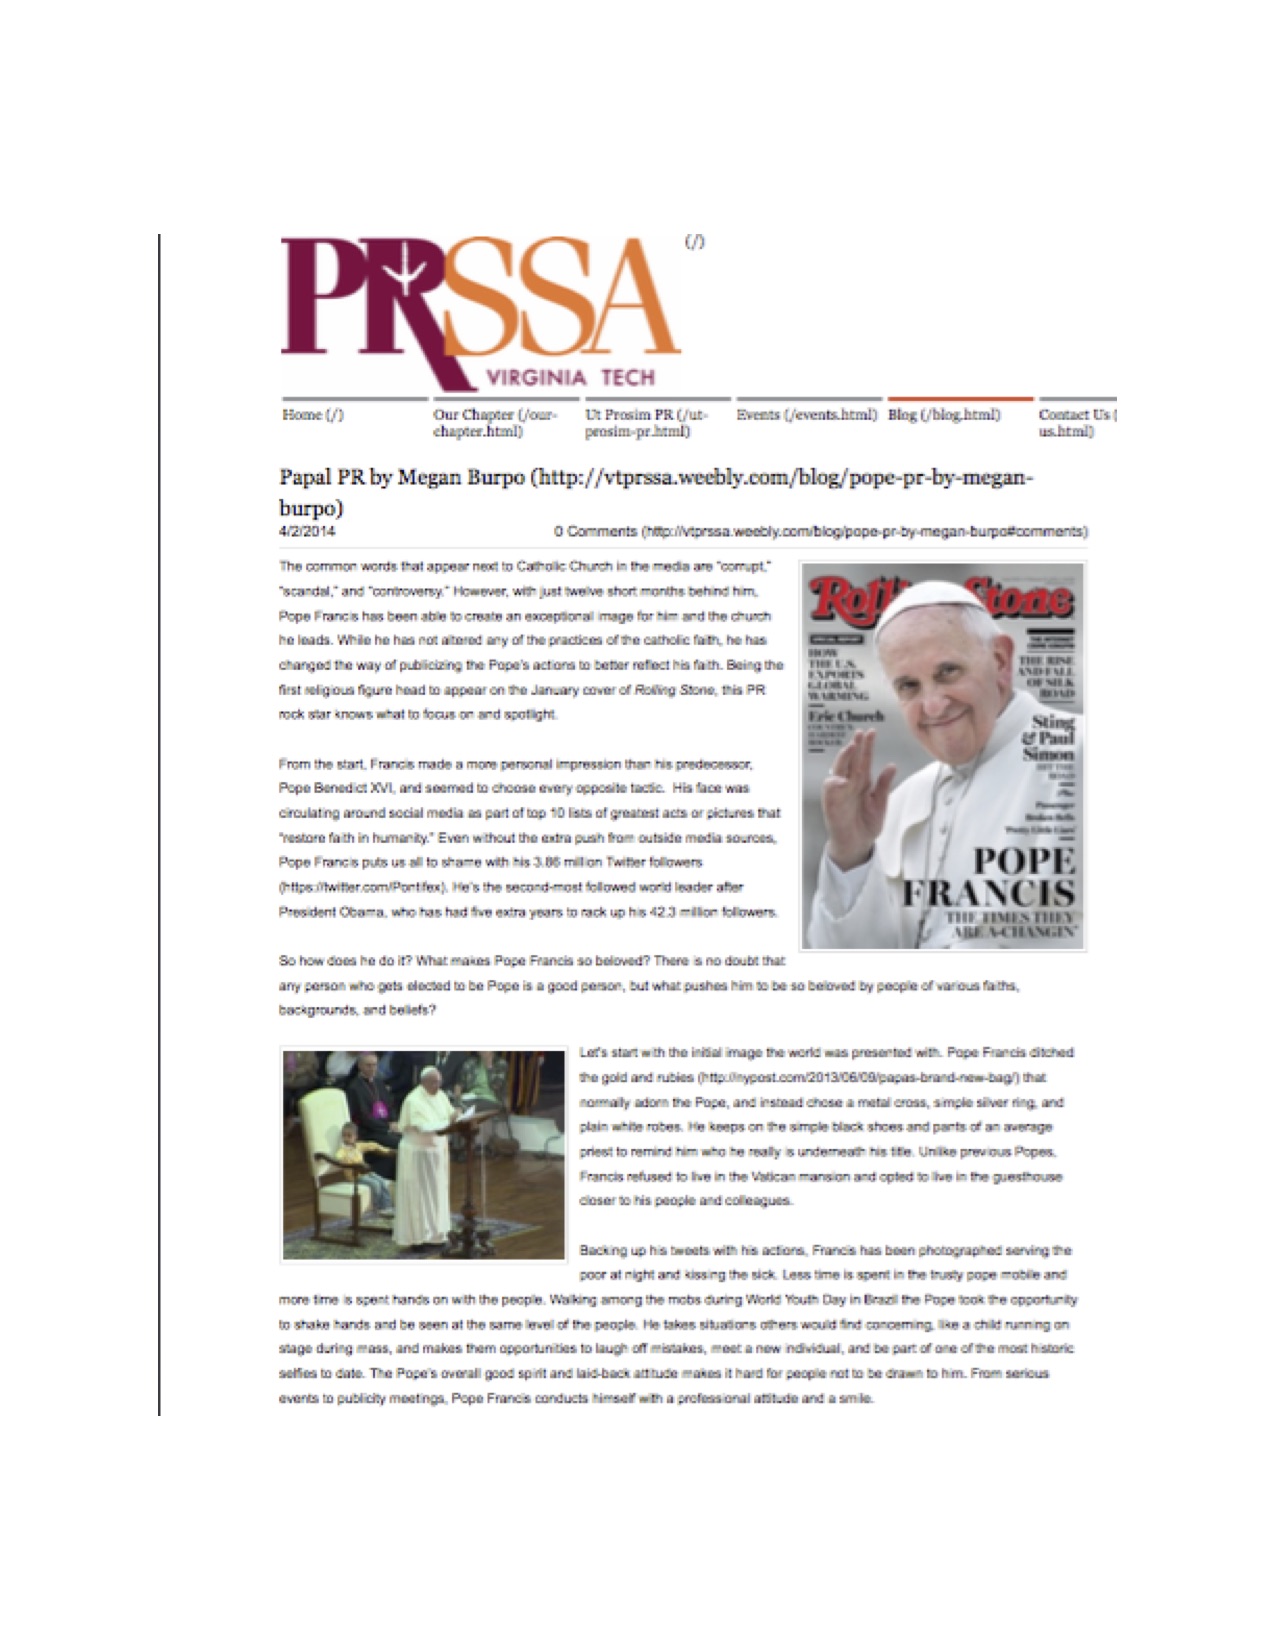 PRSSA
VIRGINIA TECH
(/)
Home (/)
Our Chapter (/our-
chapter.html)
Ut Prosim PR (/ut-
prosim-pr.html)
Events (/events.html)
Blog (/blog.html)
Contact Us (
us.html)
Papal PR by Megan Burpo (http://vtprssa.weebly.com/blog/pope-pr-by-megan-
burpo)
4/2/2014
0 Comments (http://vtprssa.weebly.com/blog/pope-pr-by-megan-burpo#comments)
The common words that appear next to Catholic Church in the media are "corrupt,"
"scandal," and "controversy." However, with just twelve short months behind him,
Pope Francis has been able to create an exceptional image for him and the church
he leads. While he has not altered any of the practices of the catholic faith, he has
changed the way of publicizing the Pope's actions to better reflect his faith. Being the
first religious figure head to appear on the January cover of Rolling Stone, this PR
rock star knows what to focus on and spotlight.
From the start, Francis made a more personal impression than his predecessor,
Pope Benedict XVI, and seemed to choose every opposite tactic. His face was
circulating around social media as part of top 10 lists of greatest acts or pictures that
"restore faith in humanity." Even without the extra push from outside media sources,
Pope Francis puts us all to shame with his 3.86 million Twitter followers
(https://twitter.com/Pontifex). He's the second-most followed world leader after
President Obama, who has had five extra years to rack up his 42.3 million followers.
Rolling Stone
SPECIAL REPORT
HOW
THE U.S.
EXPORTS
GLOBAL
WARMING
Eric Church
THE RISE
AND FALL
OF SILK
ROAD
Sting
& Paul
Simon
HIT THE
ROAD
Plus
Passenger
Broken Bells
'Pretty Little Liars'
POPE
FRANCIS
THE TIMES THEY
ARE A-CHANGIN'
So how does he do it? What makes Pope Francis so beloved? There is no doubt that
any person who gets elected to be Pope is a good person, but what pushes him to be so beloved by people of various faiths,
backgrounds, and beliefs?
Let's start with the initial image the world was presented with. Pope Francis ditched
the gold and rubies (http://nypost.com/2013/06/09/papas-brand-new-bag/) that
normally adorn the Pope, and instead chose a metal cross, simple silver ring, and
plain white robes. He keeps on the simple black shoes and pants of an average
priest to remind him who he really is underneath his title. Unlike previous Popes,
Francis refused to live in the Vatican mansion and opted to live in the guesthouse
closer to his people and colleagues.
Backing up his tweets with his actions, Francis has been photographed serving the
poor at night and kissing the sick. Less time is spent in the trusty pope mobile and
more time is spent hands on with the people. Walking among the mobs during World Youth Day in Brazil the Pope took the opportunity
to shake hands and be seen at the same level of the people. He takes situations others would find concerning, like a child running on
stage during mass, and makes them opportunities to laugh off mistakes, meet a new individual, and be part of one of the most historic
selfies to date. The Pope's overall good spirit and laid-back attitude makes it hard for people not to be drawn to him. From serious
events to publicity meetings, Pope Francis conducts himself with a professional attitude and a smile.